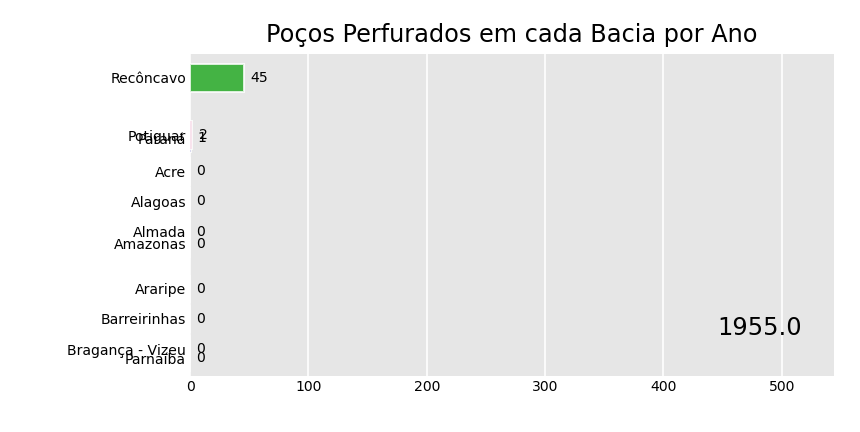 Poços Perfurados em cada Bacia por Ano
Recôncavo 45
Potiguar 2
Paraná 1
Acre 0
Alagoas 0
Almada 0
Amazonas 0
Araripe 0
Barreirinhas 0
1955.0
Bragança - Vizeu 0
Parnaíba 0
0 100 200 300 400 500